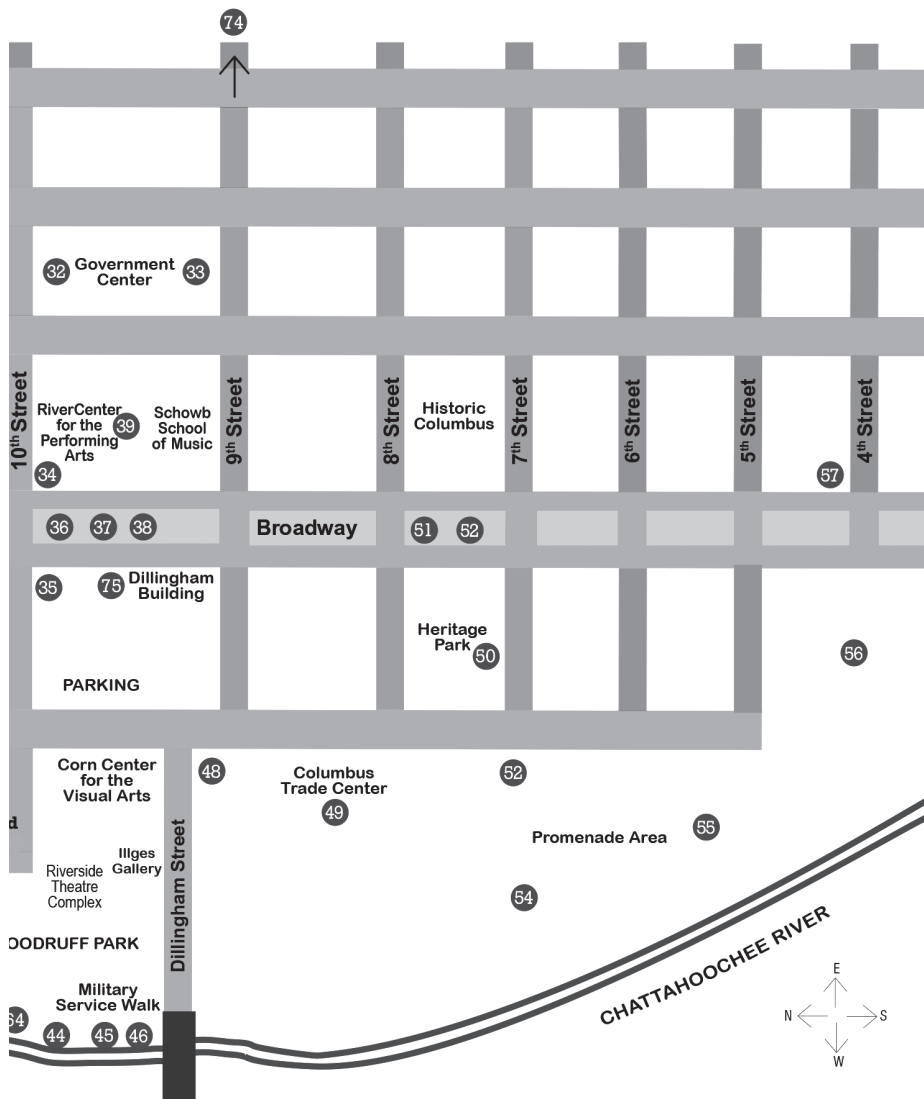 74
32
Government
Center
33
10th Street
RiverCenter
for the
Performing
Arts
39
Schowb
School
of Music
34
9th Street
8th Street
Historic
Columbus
7th Street
6th Street
5th Street
57
4th Street
36
37
38
Broadway
51
52
35
75
Dillingham
Building
Heritage
Park
50
56
PARKING
Corn Center
for the
Visual Arts
48
Columbus
Trade Center
49
52
d
Promenade Area
55
Illges
Gallery
Riverside
Theatre
Complex
Dillingham Street
54
OODRUFF PARK
CHATTAHOOCHEE RIVER
Military
Service Walk
64
44
45
46
E
N
S
W